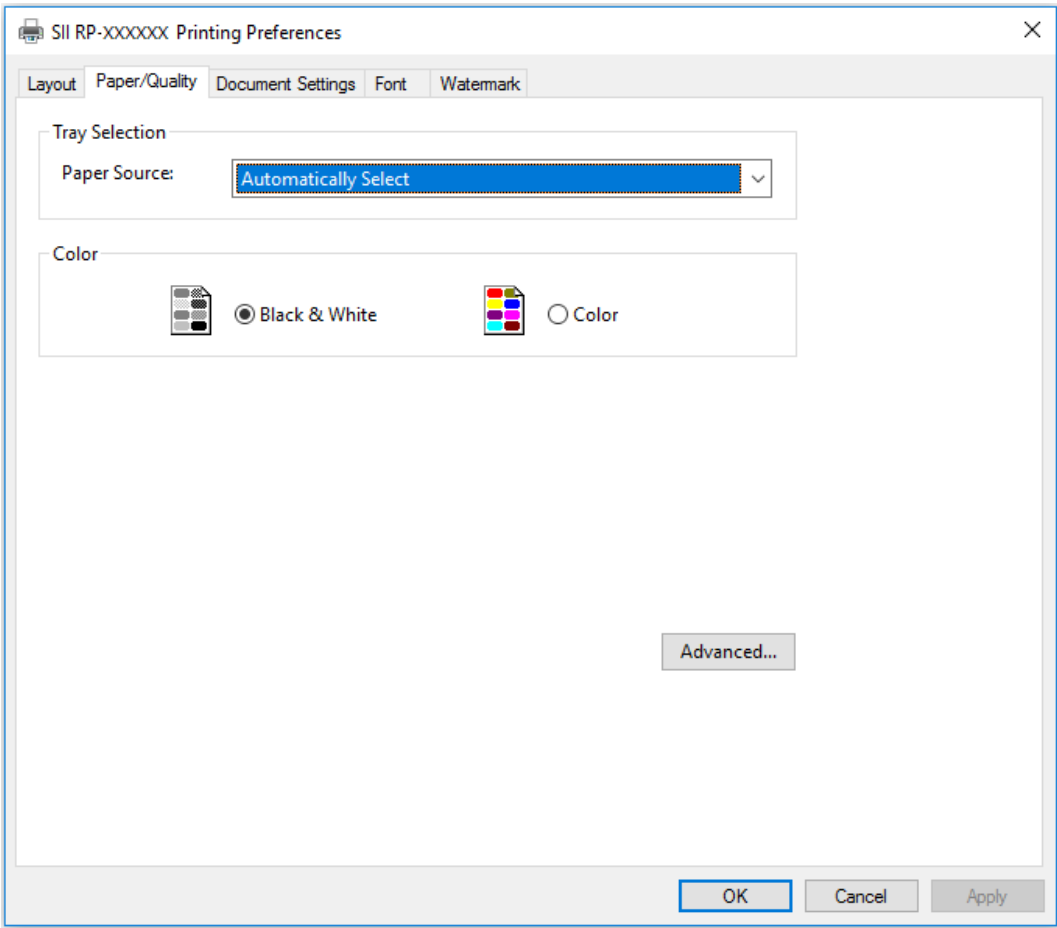 SII RP-XXXXXX Printing Preferences
Layout Paper/Quality Document Settings Font Watermark
Tray Selection
Paper Source: Automatically Select
Color
Black & White Color
Advanced...
OK Cancel Apply